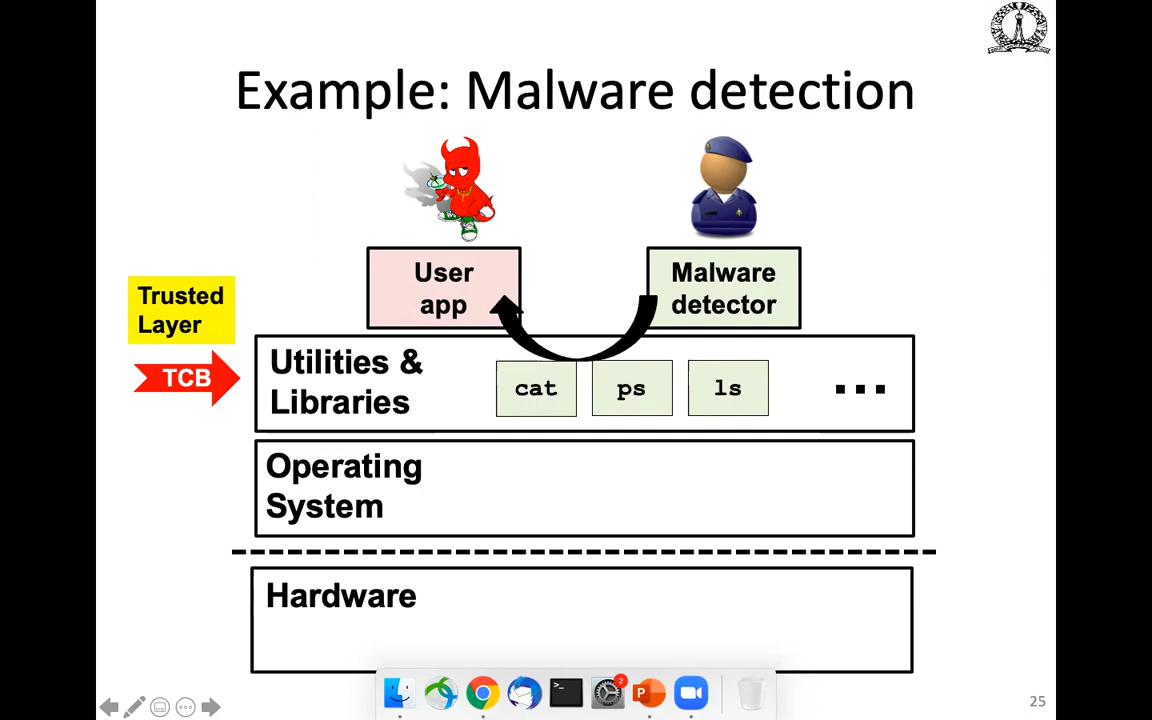 Example: Malware detection
User
app
Malware
detector
Trusted
Layer
TCB
Utilities &
Libraries
cat
ps
ls
...
Operating
System
Hardware
2
25